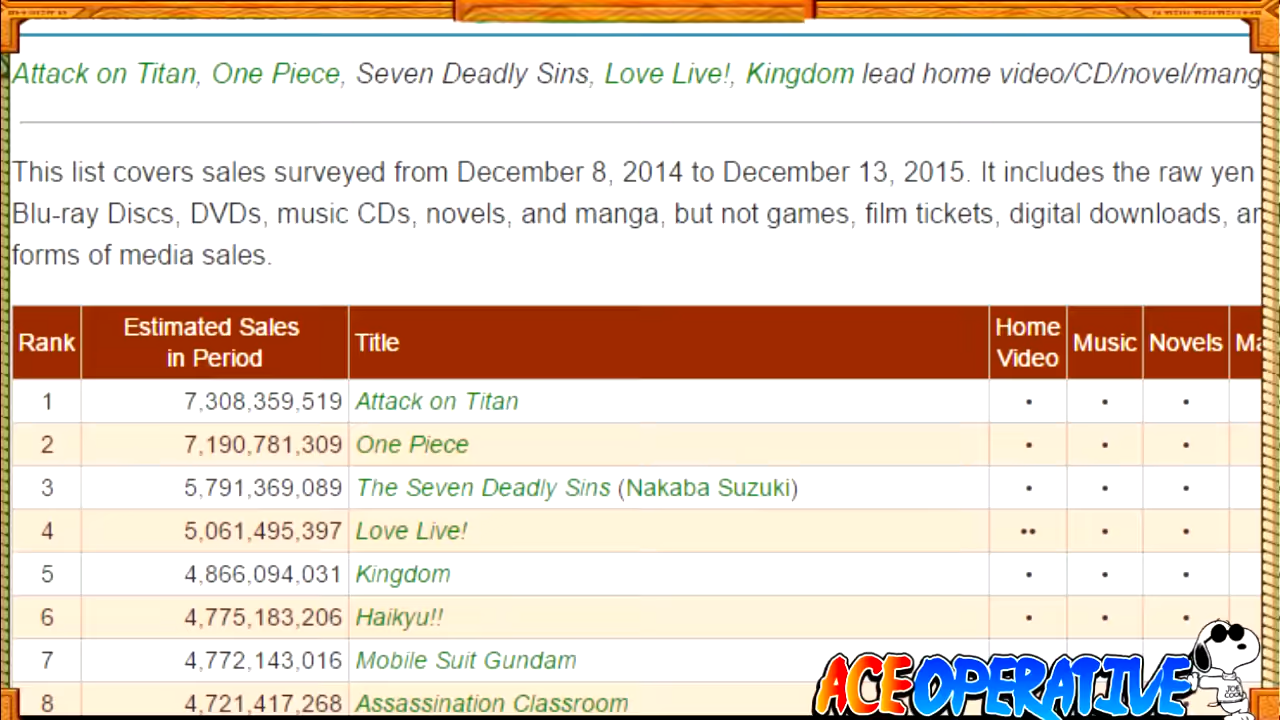 Attack on Titan, One Piece, Seven Deadly Sins, Love Live!, Kingdom lead home video/CD/novel/mang
This list covers sales surveyed from December 8, 2014 to December 13, 2015. It includes the raw yen
Blu-ray Discs, DVDs, music CDs, novels, and manga, but not games, film tickets, digital downloads, an
forms of media sales.
Rank Estimated Sales in Period Title Home Video Music Novels Ma
1 7,308,359,519 Attack on Titan • • •
2 7,190,781,309 One Piece • • •
3 5,791,369,089 The Seven Deadly Sins (Nakaba Suzuki) • • •
4 5,061,495,397 Love Live! •• • •
5 4,866,094,031 Kingdom • • •
6 4,775,183,206 Haikyu!! • • •
7 4,772,143,016 Mobile Suit Gundam
8 4,721,417,268 Assassination Classroom
ACEOPERATIVE
JOE COOL